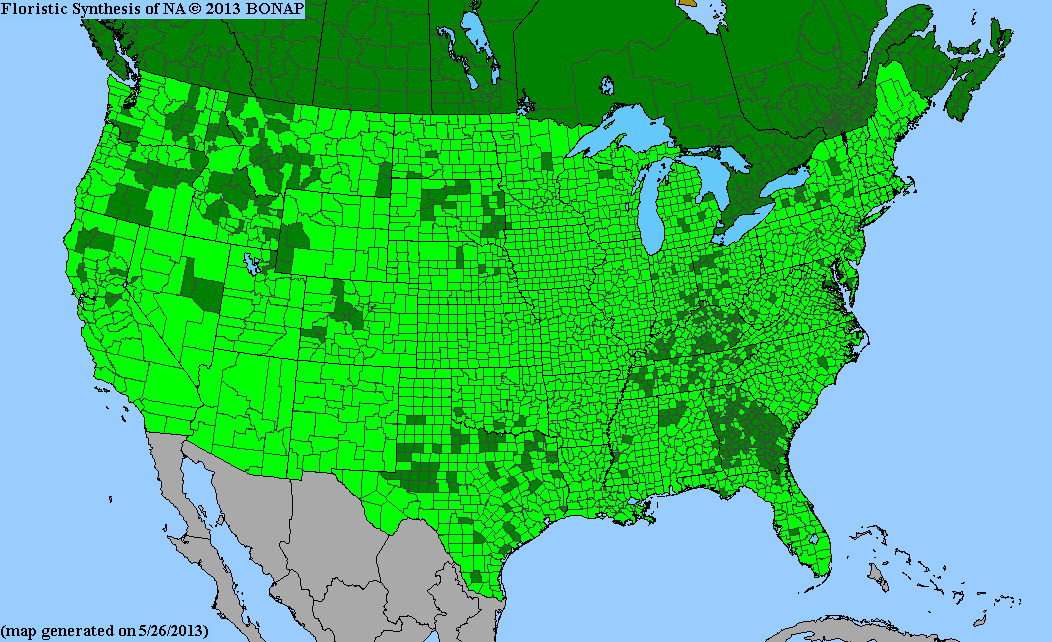 Floristic Synthesis of NA © 2013 BONAP
(map generated on 5/26/2013)